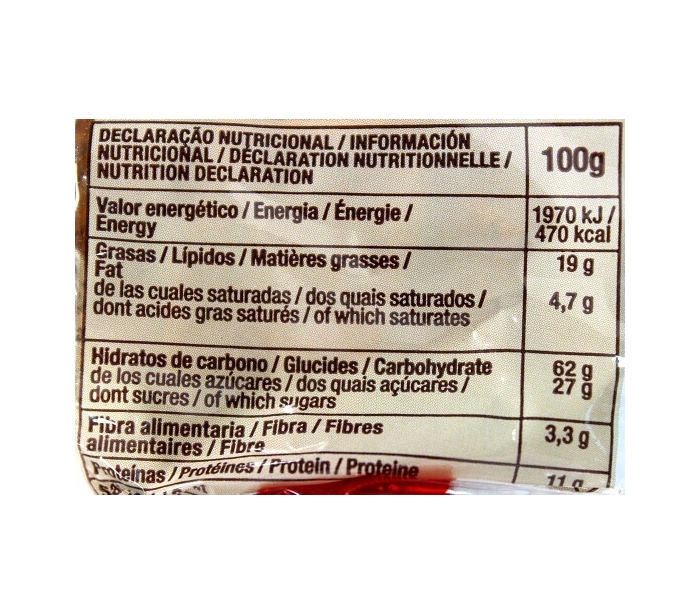 DECLARAÇÃO NUTRICIONAL / INFORMACIÓN
NUTRICIOÑAL / DÉCLARATION NUTRITIONNELLE /
NUTRITION DECLARATION
100g
Valor energético / Energia / Énergie /
Energy
1970 kJ /
470 kcal
Grasas / Lípidos / Matières grasses /
Fat
19 g
de las cuales saturadas / dos quais saturados /
dont acides gras saturés / of which saturates
4,7 g
Hidratos de carbono / Glucides / Carbohydrate
62 g
de los cuales azúcares / dos quais açúcares /
27 g
dont sucres / of which sugars
Fibra alimentaria / Fibra / Fibres
alimentaires / Fibre
3,3 g
Proteínas / Protéines / Protein / Proteine
11 g